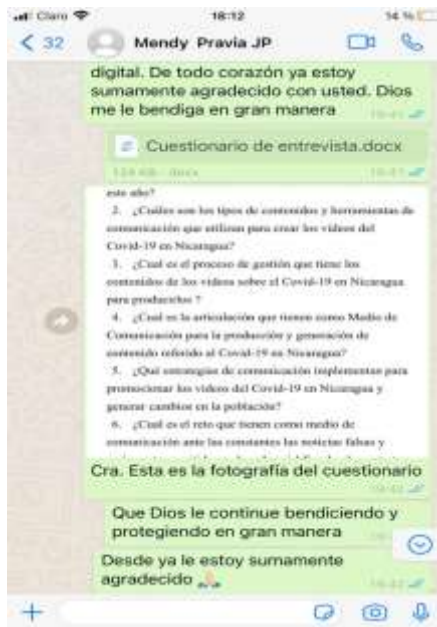 Claro 18:12 14 %
32 Mendy Pravia JP
digital. De todo corazón ya estoy
sumamente agradecido con usted. Dios
me le bendiga en gran manera
Cuestionario de entrevista.docx
este año?
2. ¿Cuáles son los tipos de contenidos y herramientas de
comunicación que utilizan para crear los videos del
Covid-19 en Nicaragua?
3. ¿Cual es el proceso de gestión que tiene los
contenidos de los videos sobre el Covid-19 en Nicaragua
para producirlos ?
4. ¿Cual es la articulación que tienen como Medio de
Comunicación para la producción y generación de
contenido referido al Covid-19 en Nicaragua?
5. ¿Qué estrategias de comunicación implementan para
promocionar los videos del Covid-19 en Nicaragua y
generar cambios en la población?
6. ¿Cual es el reto que tienen como medio de
comunicación ante las constantes las noticias falsas y
Cra. Esta es la fotografía del cuestionario
Que Dios le continue bendiciendo y
protegiendo en gran manera
Desde ya le estoy sumamente
agradecido